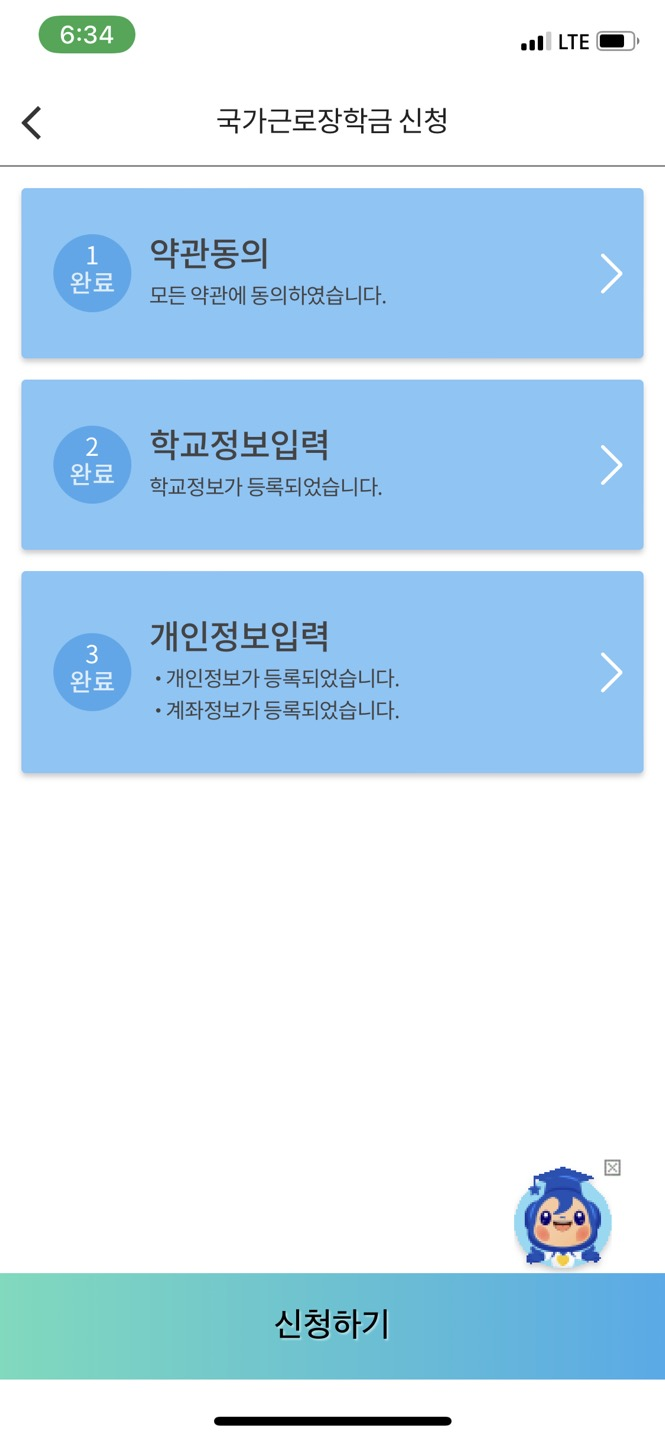 6:34
LTE
국가근로장학금 신청
1
완료
약관동의
모든 약관에 동의하였습니다.
2
완료
학교정보입력
학교정보가 등록되었습니다.
3
완료
개인정보입력
• 개인정보가 등록되었습니다.
• 계좌정보가 등록되었습니다.
신청하기